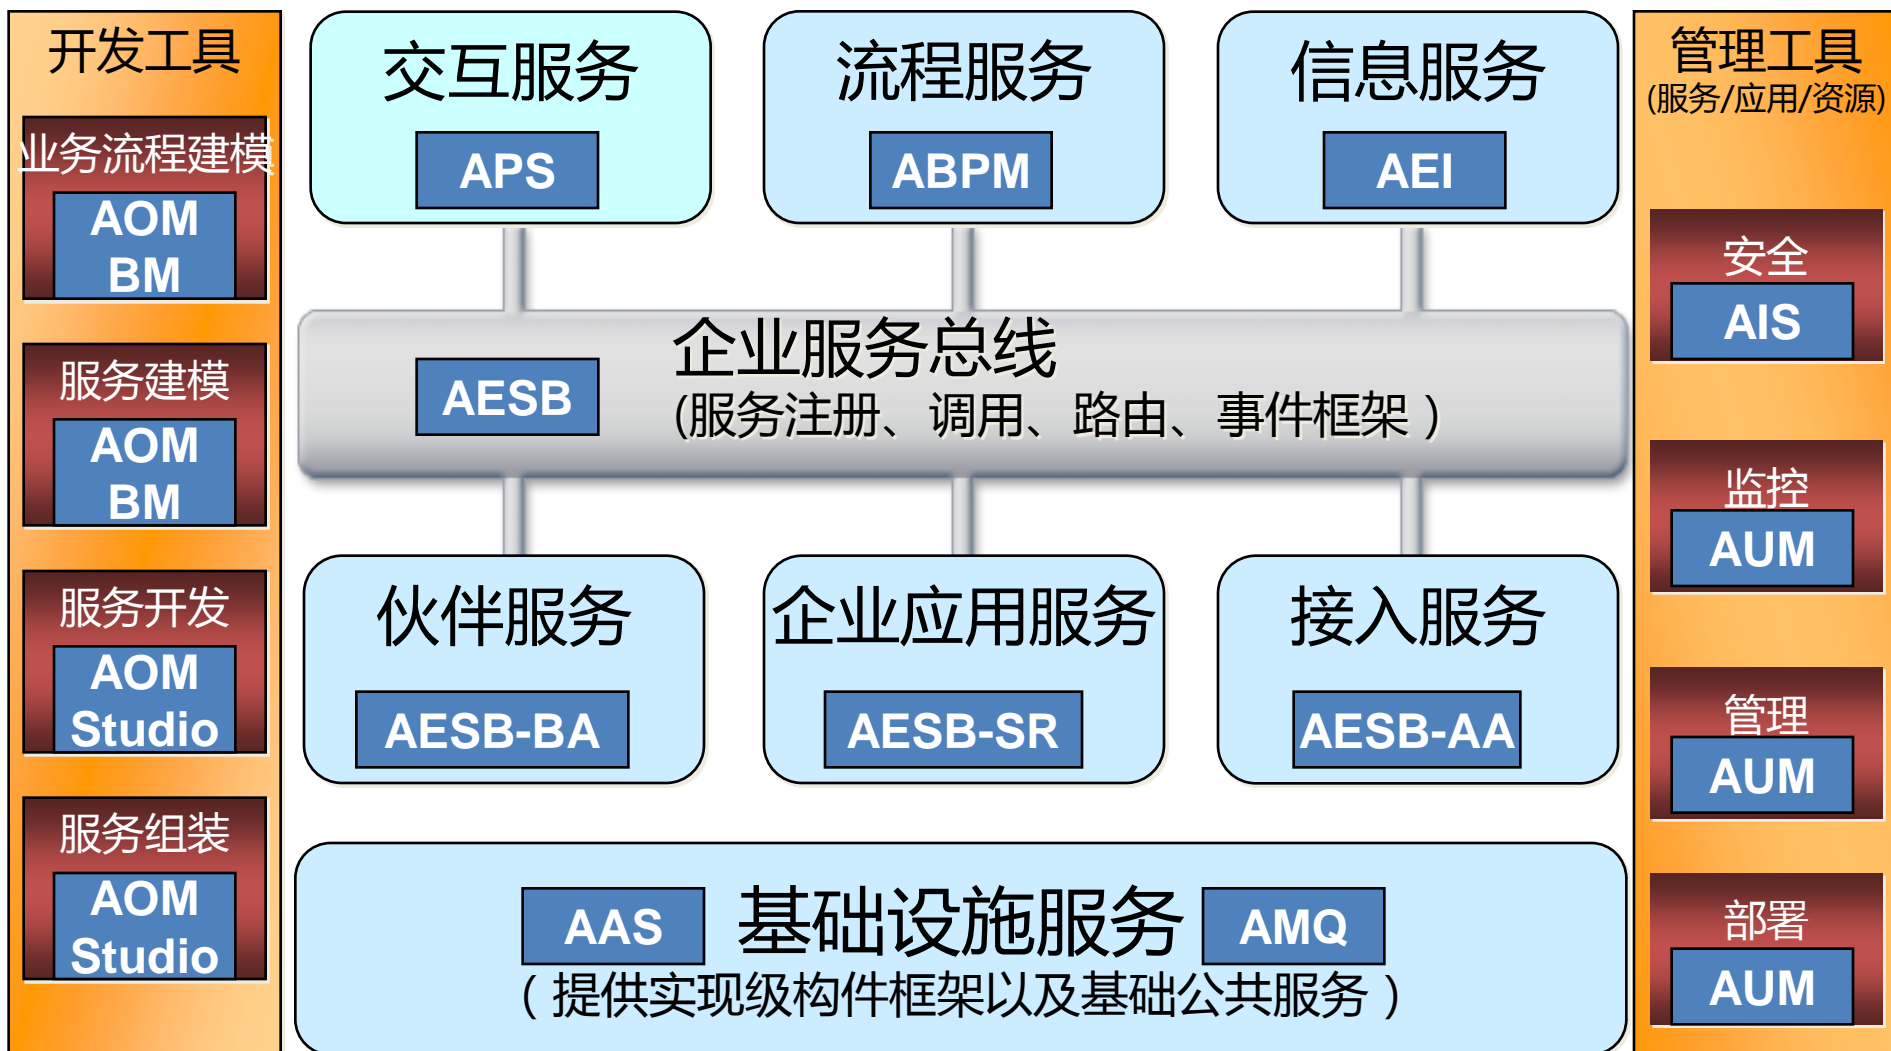 开发工具
业务流程建模
AOM
BM
服务建模
AOM
BM
服务开发
AOM
Studio
服务组装
AOM
Studio
交互服务
APS
流程服务
ABPM
信息服务
AEI
AESB
企业服务总线
(服务注册、调用、路由、事件框架）
伙伴服务
AESB-BA
企业应用服务
AESB-SR
接入服务
AESB-AA
AAS
基础设施服务
AMQ
（提供实现级构件框架以及基础公共服务）
管理工具
(服务/应用/资源)
安全
AIS
监控
AUM
管理
AUM
部署
AUM